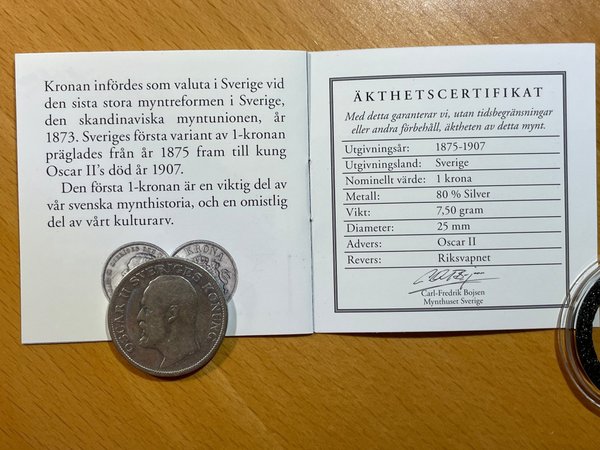 Kronan infördes som valuta i Sverige vid
den sista stora myntreformen i Sverige,
den skandinaviska myntunionen, år
1873. Sveriges första variant av 1-kronan
präglades från år 1875 fram till kung
Oscar II's död år 1907.
Den första 1-kronan är en viktig del av
vår svenska mynthistoria, och en omistlig
del av vårt kulturarv.
KRONA
OSCAR II SVERIGES KONUNG
ÄKTHETSCERTIFIKAT
Med detta garanterar vi, utan tidsbegränsningar
eller andra förbehåll, äktheten av detta mynt.
Utgivningsår: 1875-1907
Utgivningsland: Sverige
Nominellt värde: 1 krona
Metall: 80 % Silver
Vikt: 7,50 gram
Diameter: 25 mm
Advers: Oscar II
Revers: Riksvapnet
Carl-Fredrik Bojsen
Mynthuset Sverige